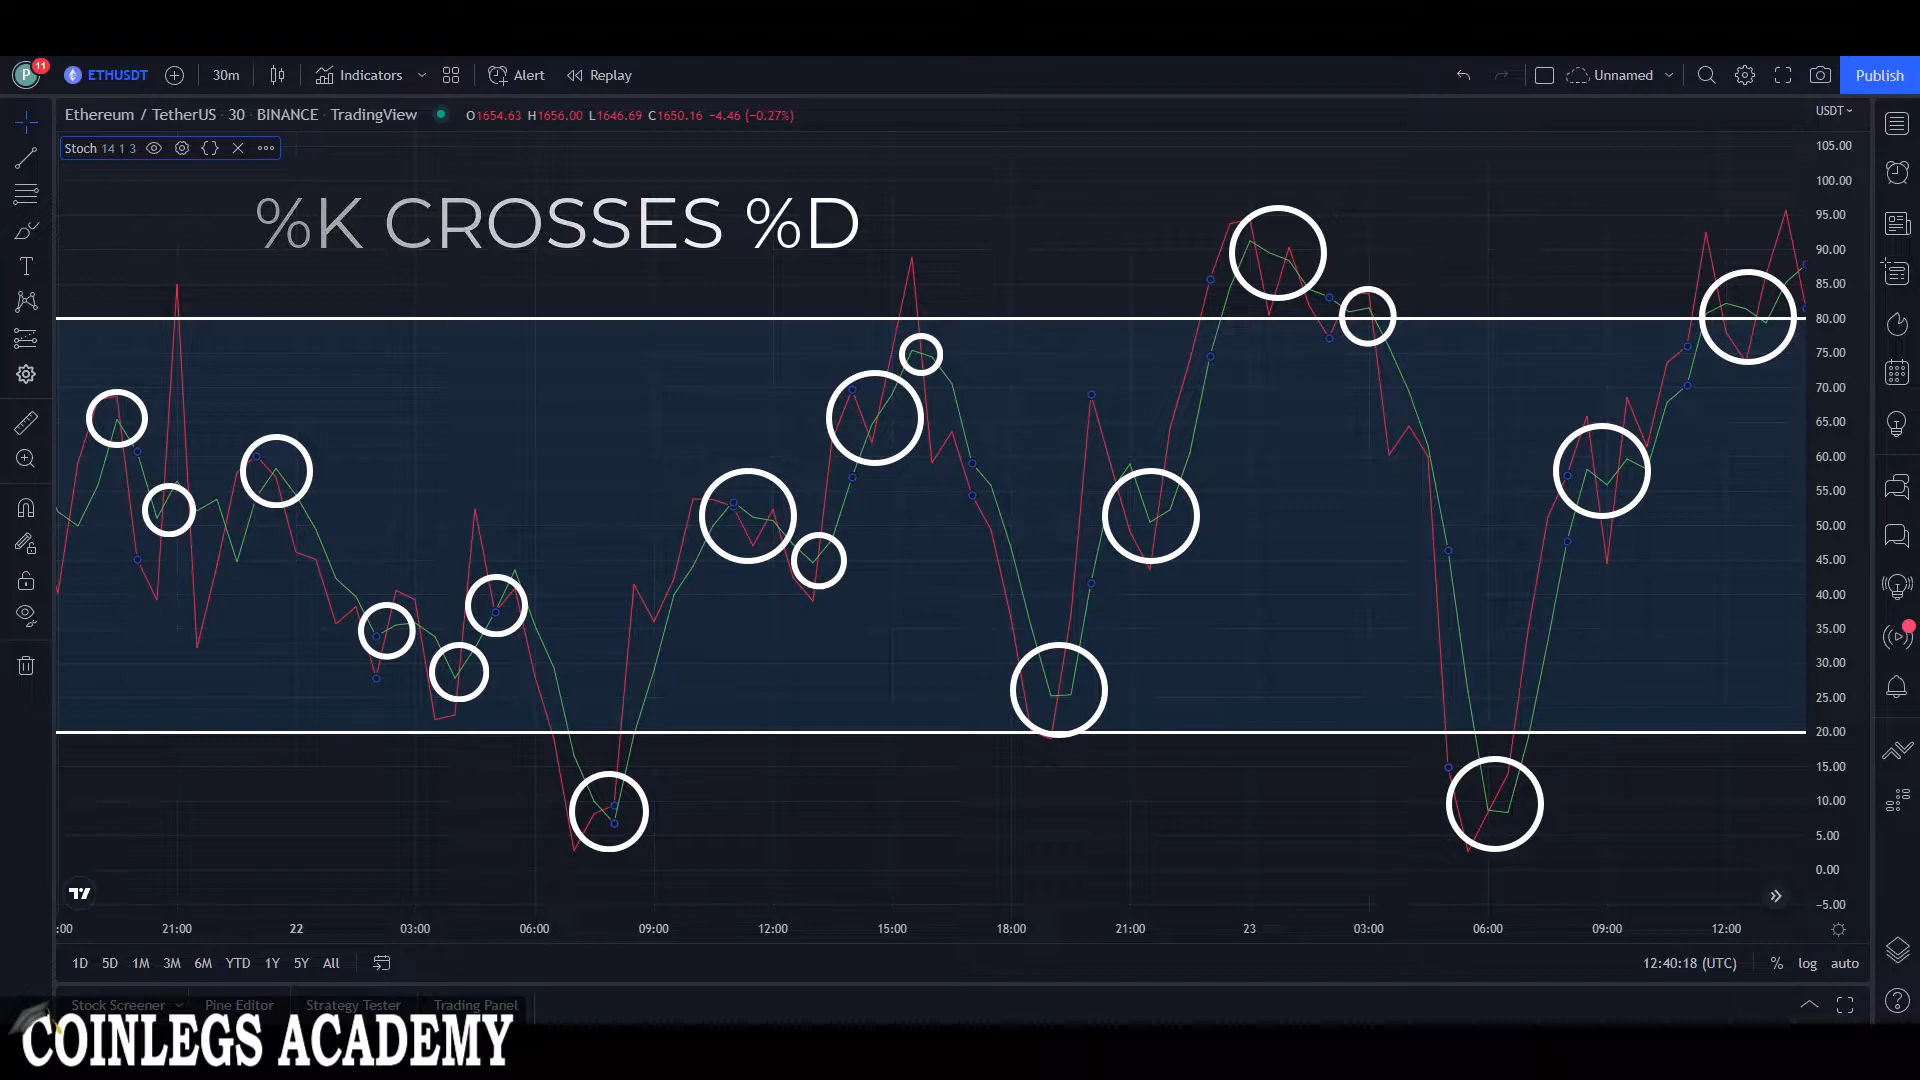 P 11 ETHUSDT 30m Indicators Alert Replay Unnamed Publish
Ethereum / TetherUS · 30 · BINANCE · TradingView O1654.63 H1656.00 L1646.69 C1650.16 −4.46 (−0.27%) USDT
Stoch 14 1 3
%K CROSSES %D
105.00
100.00
95.00
90.00
85.00
80.00
75.00
70.00
65.00
60.00
55.00
50.00
45.00
40.00
35.00
30.00
25.00
20.00
15.00
10.00
5.00
0.00
−5.00
:00 21:00 22 03:00 06:00 09:00 12:00 15:00 18:00 21:00 23 03:00 06:00 09:00 12:00
1D 5D 1M 3M 6M YTD 1Y 5Y All 12:40:18 (UTC) % log auto
Stock Screener Pine Editor Strategy Tester Trading Panel
COINLEGS ACADEMY